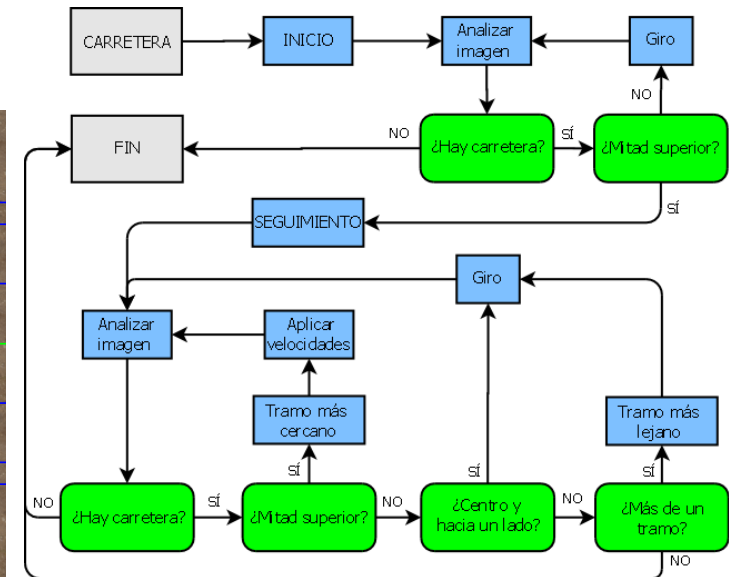 CARRETERA
INICIO
Analizar
imagen
Giro
NO
FIN
NO
¿Hay carretera?
SÍ
¿Mitad superior?
SÍ
SEGUIMIENTO
Giro
Analizar
imagen
Aplicar
velocidades
Tramo más
cercano
Tramo más
lejano
SÍ
SÍ
SÍ
NO
¿Hay carretera?
SÍ
¿Mitad superior?
NO
¿Centro y
hacia un lado?
NO
¿Más de un
tramo?
NO